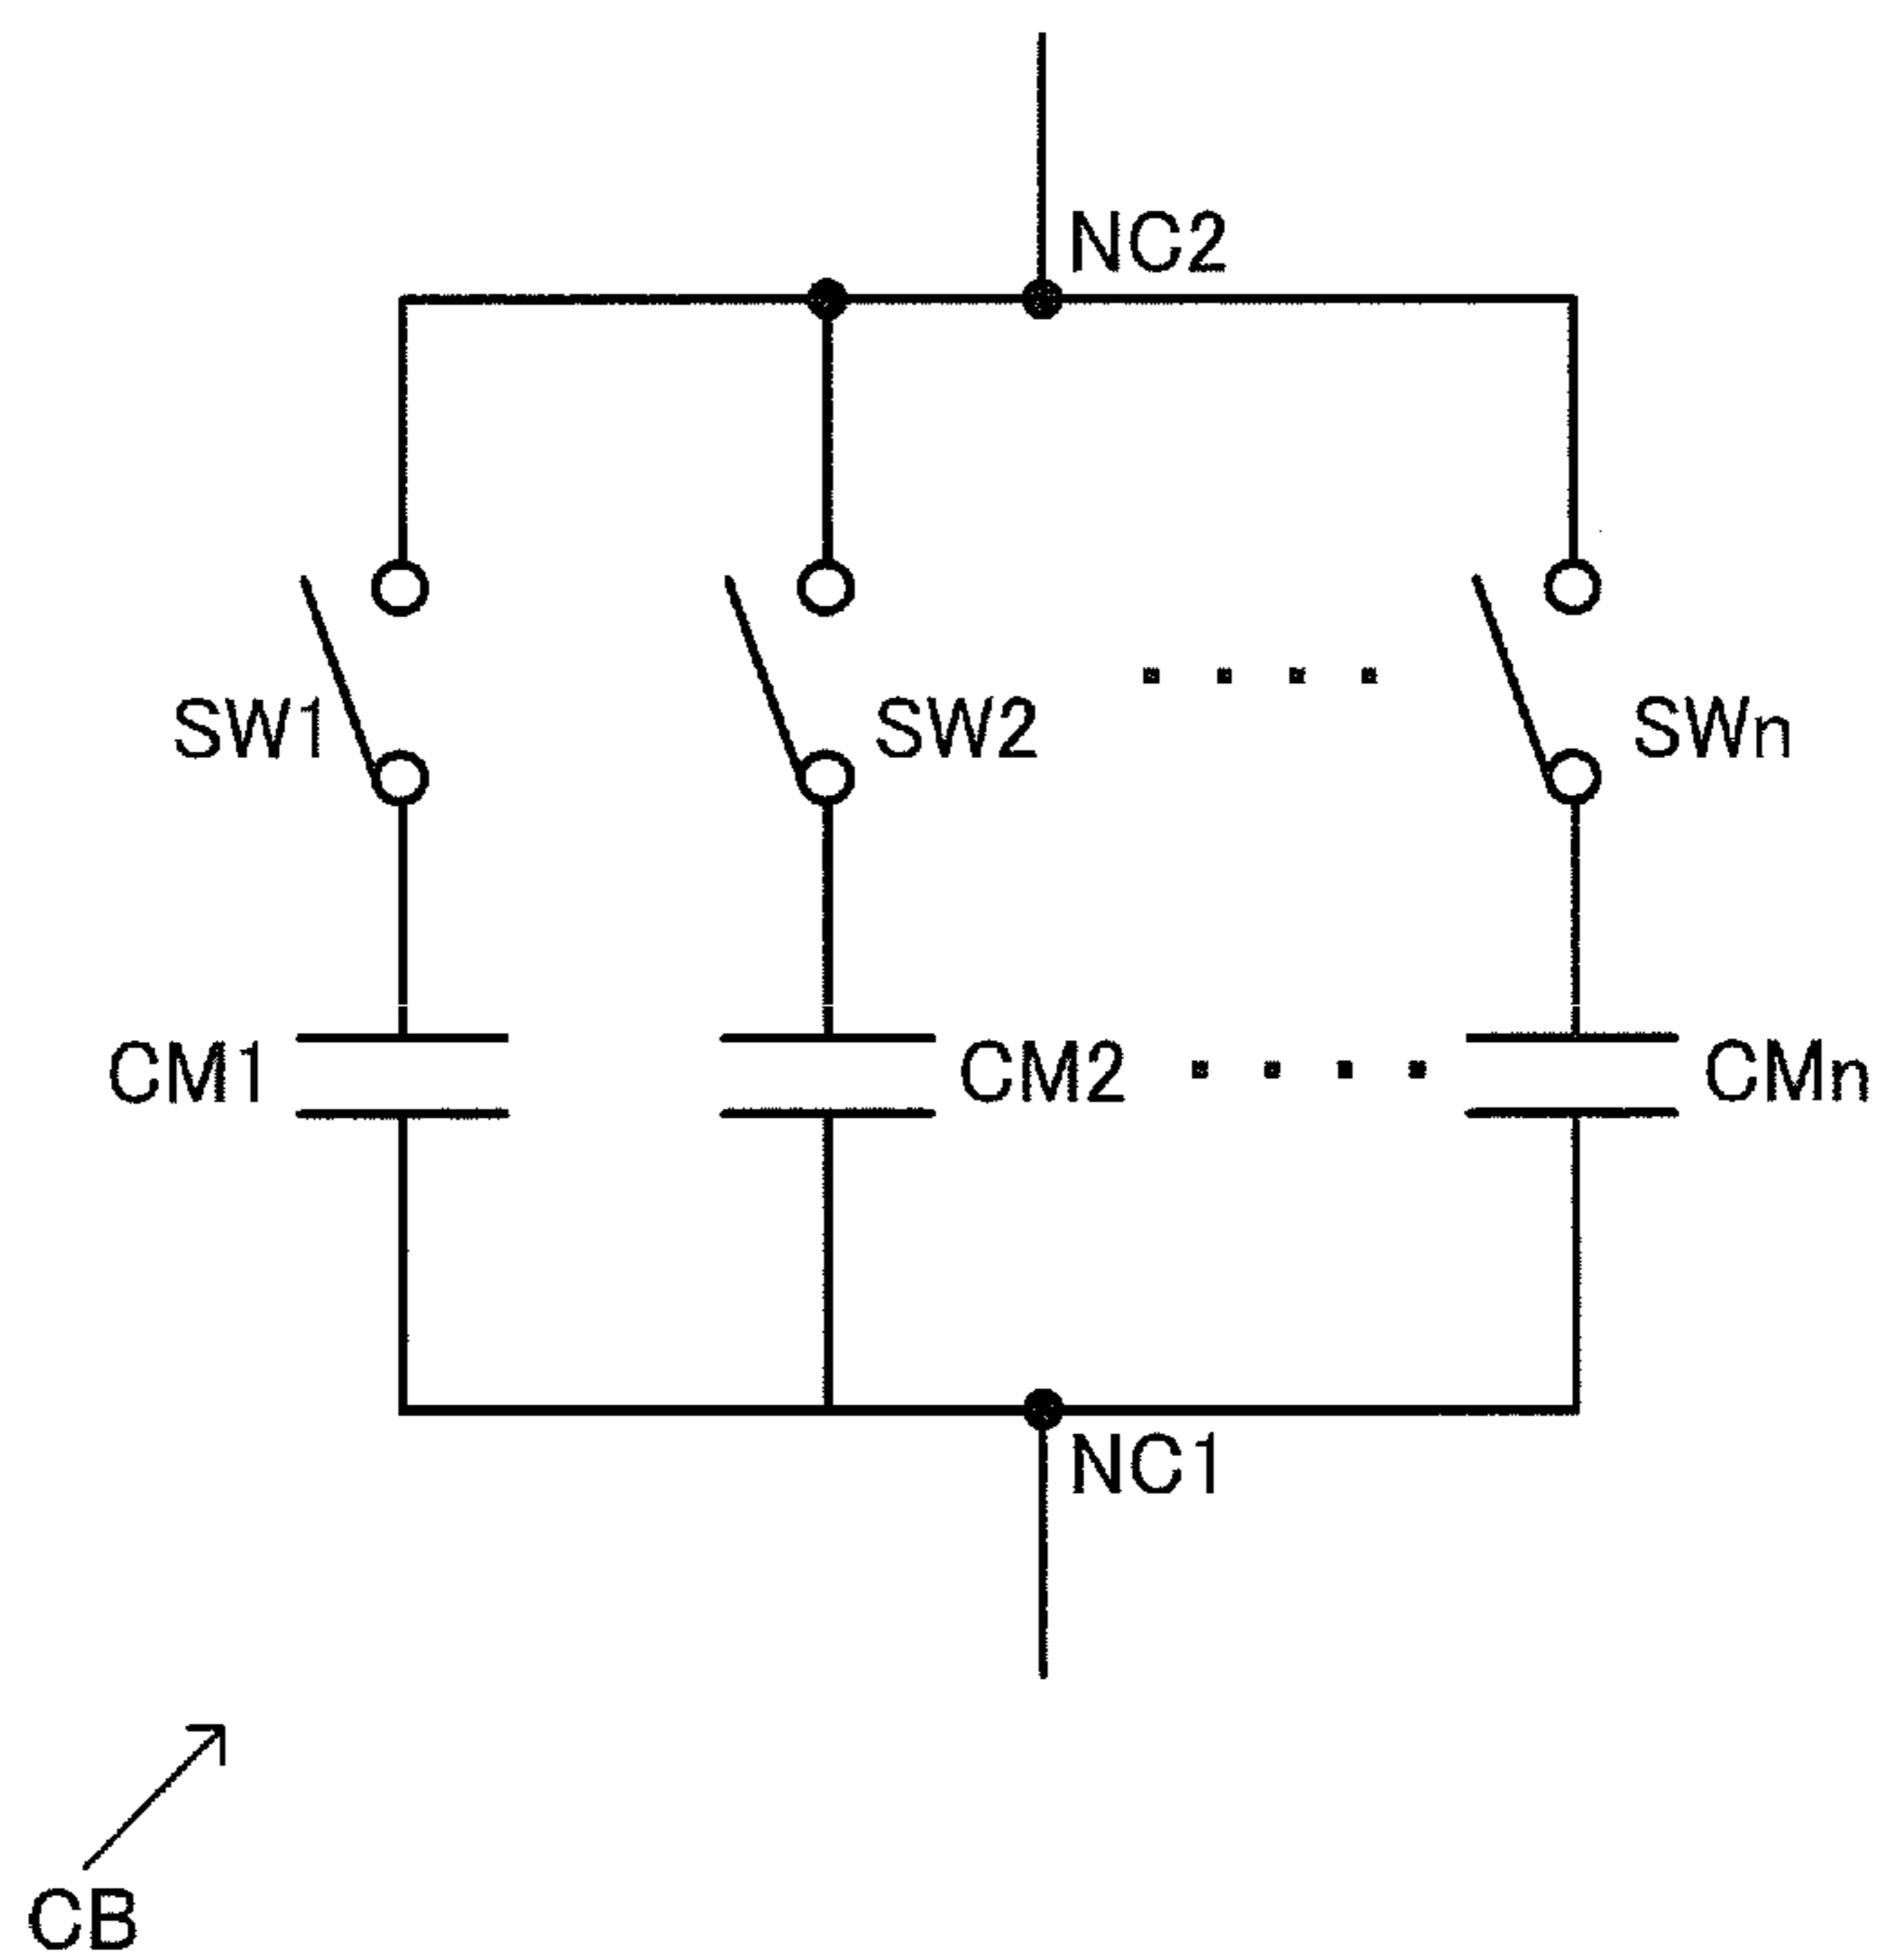 NC2
SW1
SW2
....
SWn
CM1
CM2
....
CMn
NC1
CB